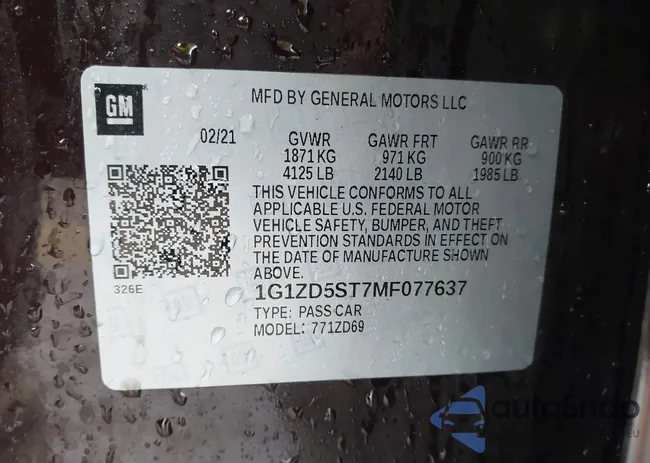 GM
MFD BY GENERAL MOTORS LLC
02/21 GVWR GAWR FRT GAWR RR
1871 KG 971 KG 900 KG
4125 LB 2140 LB 1985 LB
THIS VEHICLE CONFORMS TO ALL
APPLICABLE U.S. FEDERAL MOTOR
VEHICLE SAFETY, BUMPER, AND THEFT
PREVENTION STANDARDS IN EFFECT ON
THE DATE OF MANUFACTURE SHOWN
ABOVE.
326E
1G1ZD5ST7MF077637
TYPE: PASS CAR
MODEL: 771ZD69
autoSnap
.EU